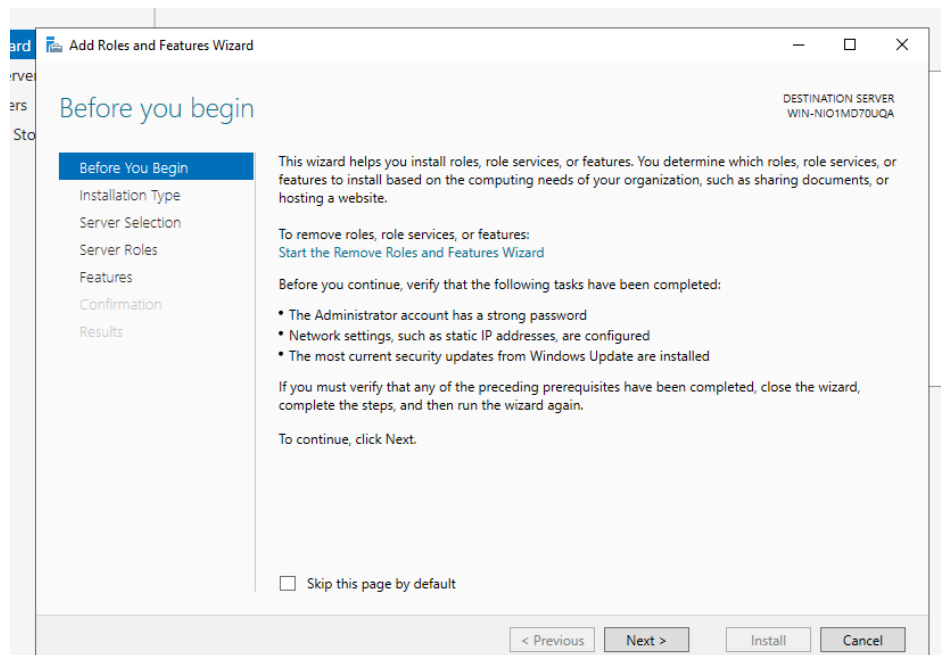 Add Roles and Features Wizard
Before you begin
DESTINATION SERVER
WIN-NIO1MD70UQA
Before You Begin
Installation Type
Server Selection
Server Roles
Features
Confirmation
Results
This wizard helps you install roles, role services, or features. You determine which roles, role services, or
features to install based on the computing needs of your organization, such as sharing documents, or
hosting a website.
To remove roles, role services, or features:
Start the Remove Roles and Features Wizard
Before you continue, verify that the following tasks have been completed:
• The Administrator account has a strong password
• Network settings, such as static IP addresses, are configured
• The most current security updates from Windows Update are installed
If you must verify that any of the preceding prerequisites have been completed, close the wizard,
complete the steps, and then run the wizard again.
To continue, click Next.
Skip this page by default
< Previous
Next >
Install
Cancel